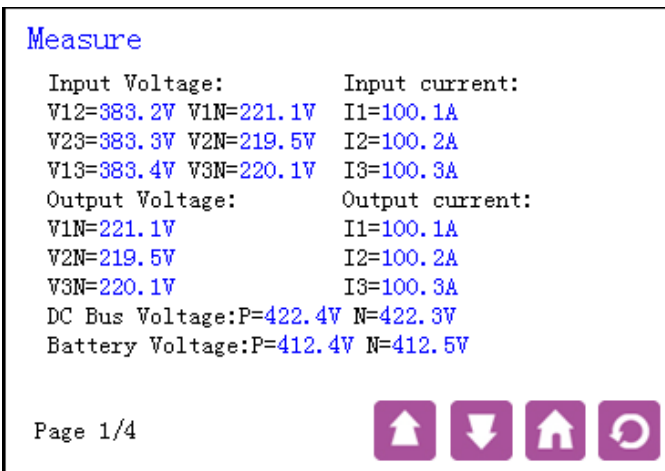 Measure
Input Voltage: Input current:
V12=383.2V V1N=221.1V I1=100.1A
V23=383.3V V2N=219.5V I2=100.2A
V13=383.4V V3N=220.1V I3=100.3A
Output Voltage: Output current:
V1N=221.1V I1=100.1A
V2N=219.5V I2=100.2A
V3N=220.1V I3=100.3A
DC Bus Voltage:P=422.4V N=422.3V
Battery Voltage:P=412.4V N=412.5V
Page 1/4